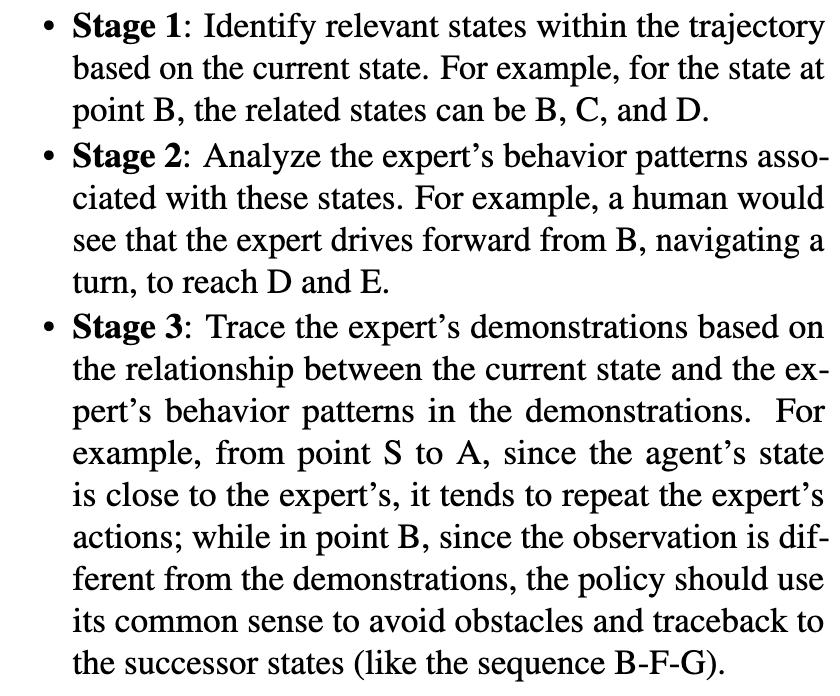 • Stage 1: Identify relevant states within the trajectory
based on the current state. For example, for the state at
point B, the related states can be B, C, and D.
• Stage 2: Analyze the expert's behavior patterns asso-
ciated with these states. For example, a human would
see that the expert drives forward from B, navigating a
turn, to reach D and E.
• Stage 3: Trace the expert's demonstrations based on
the relationship between the current state and the ex-
pert's behavior patterns in the demonstrations. For
example, from point S to A, since the agent's state
is close to the expert's, it tends to repeat the expert's
actions; while in point B, since the observation is dif-
ferent from the demonstrations, the policy should use
its common sense to avoid obstacles and traceback to
the successor states (like the sequence B-F-G).